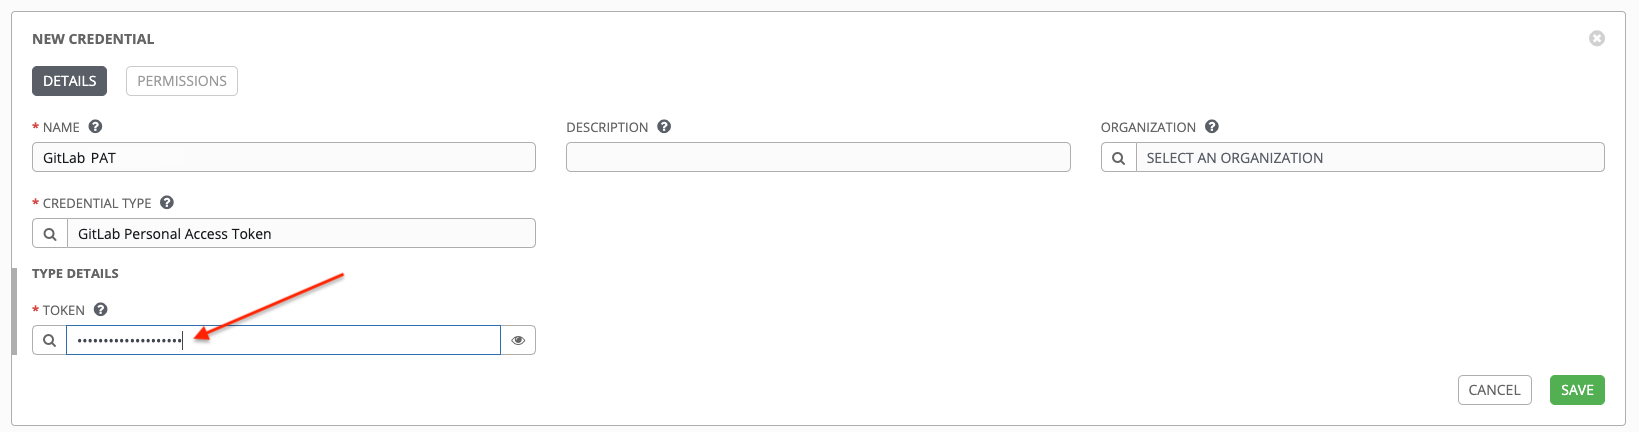 NEW CREDENTIAL
DETAILS PERMISSIONS
* NAME DESCRIPTION ORGANIZATION
GitLab PAT SELECT AN ORGANIZATION
* CREDENTIAL TYPE
GitLab Personal Access Token
TYPE DETAILS
* TOKEN
••••••••••••••••••••
CANCEL SAVE